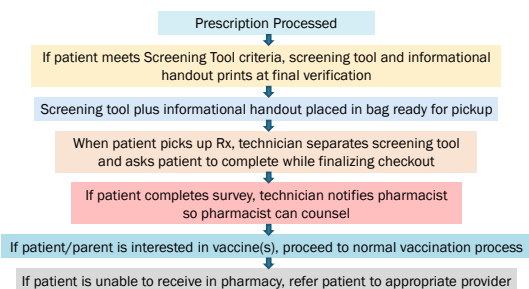 Prescription Processed
If patient meets Screening Tool criteria, screening tool and informational
handout prints at final verification
Screening tool plus informational handout placed in bag ready for pickup
When patient picks up Rx, technician separates screening tool
and asks patient to complete while finalizing checkout
If patient completes survey, technician notifies pharmacist
so pharmacist can counsel
If patient/parent is interested in vaccine(s), proceed to normal vaccination process
If patient is unable to receive in pharmacy, refer patient to appropriate provider